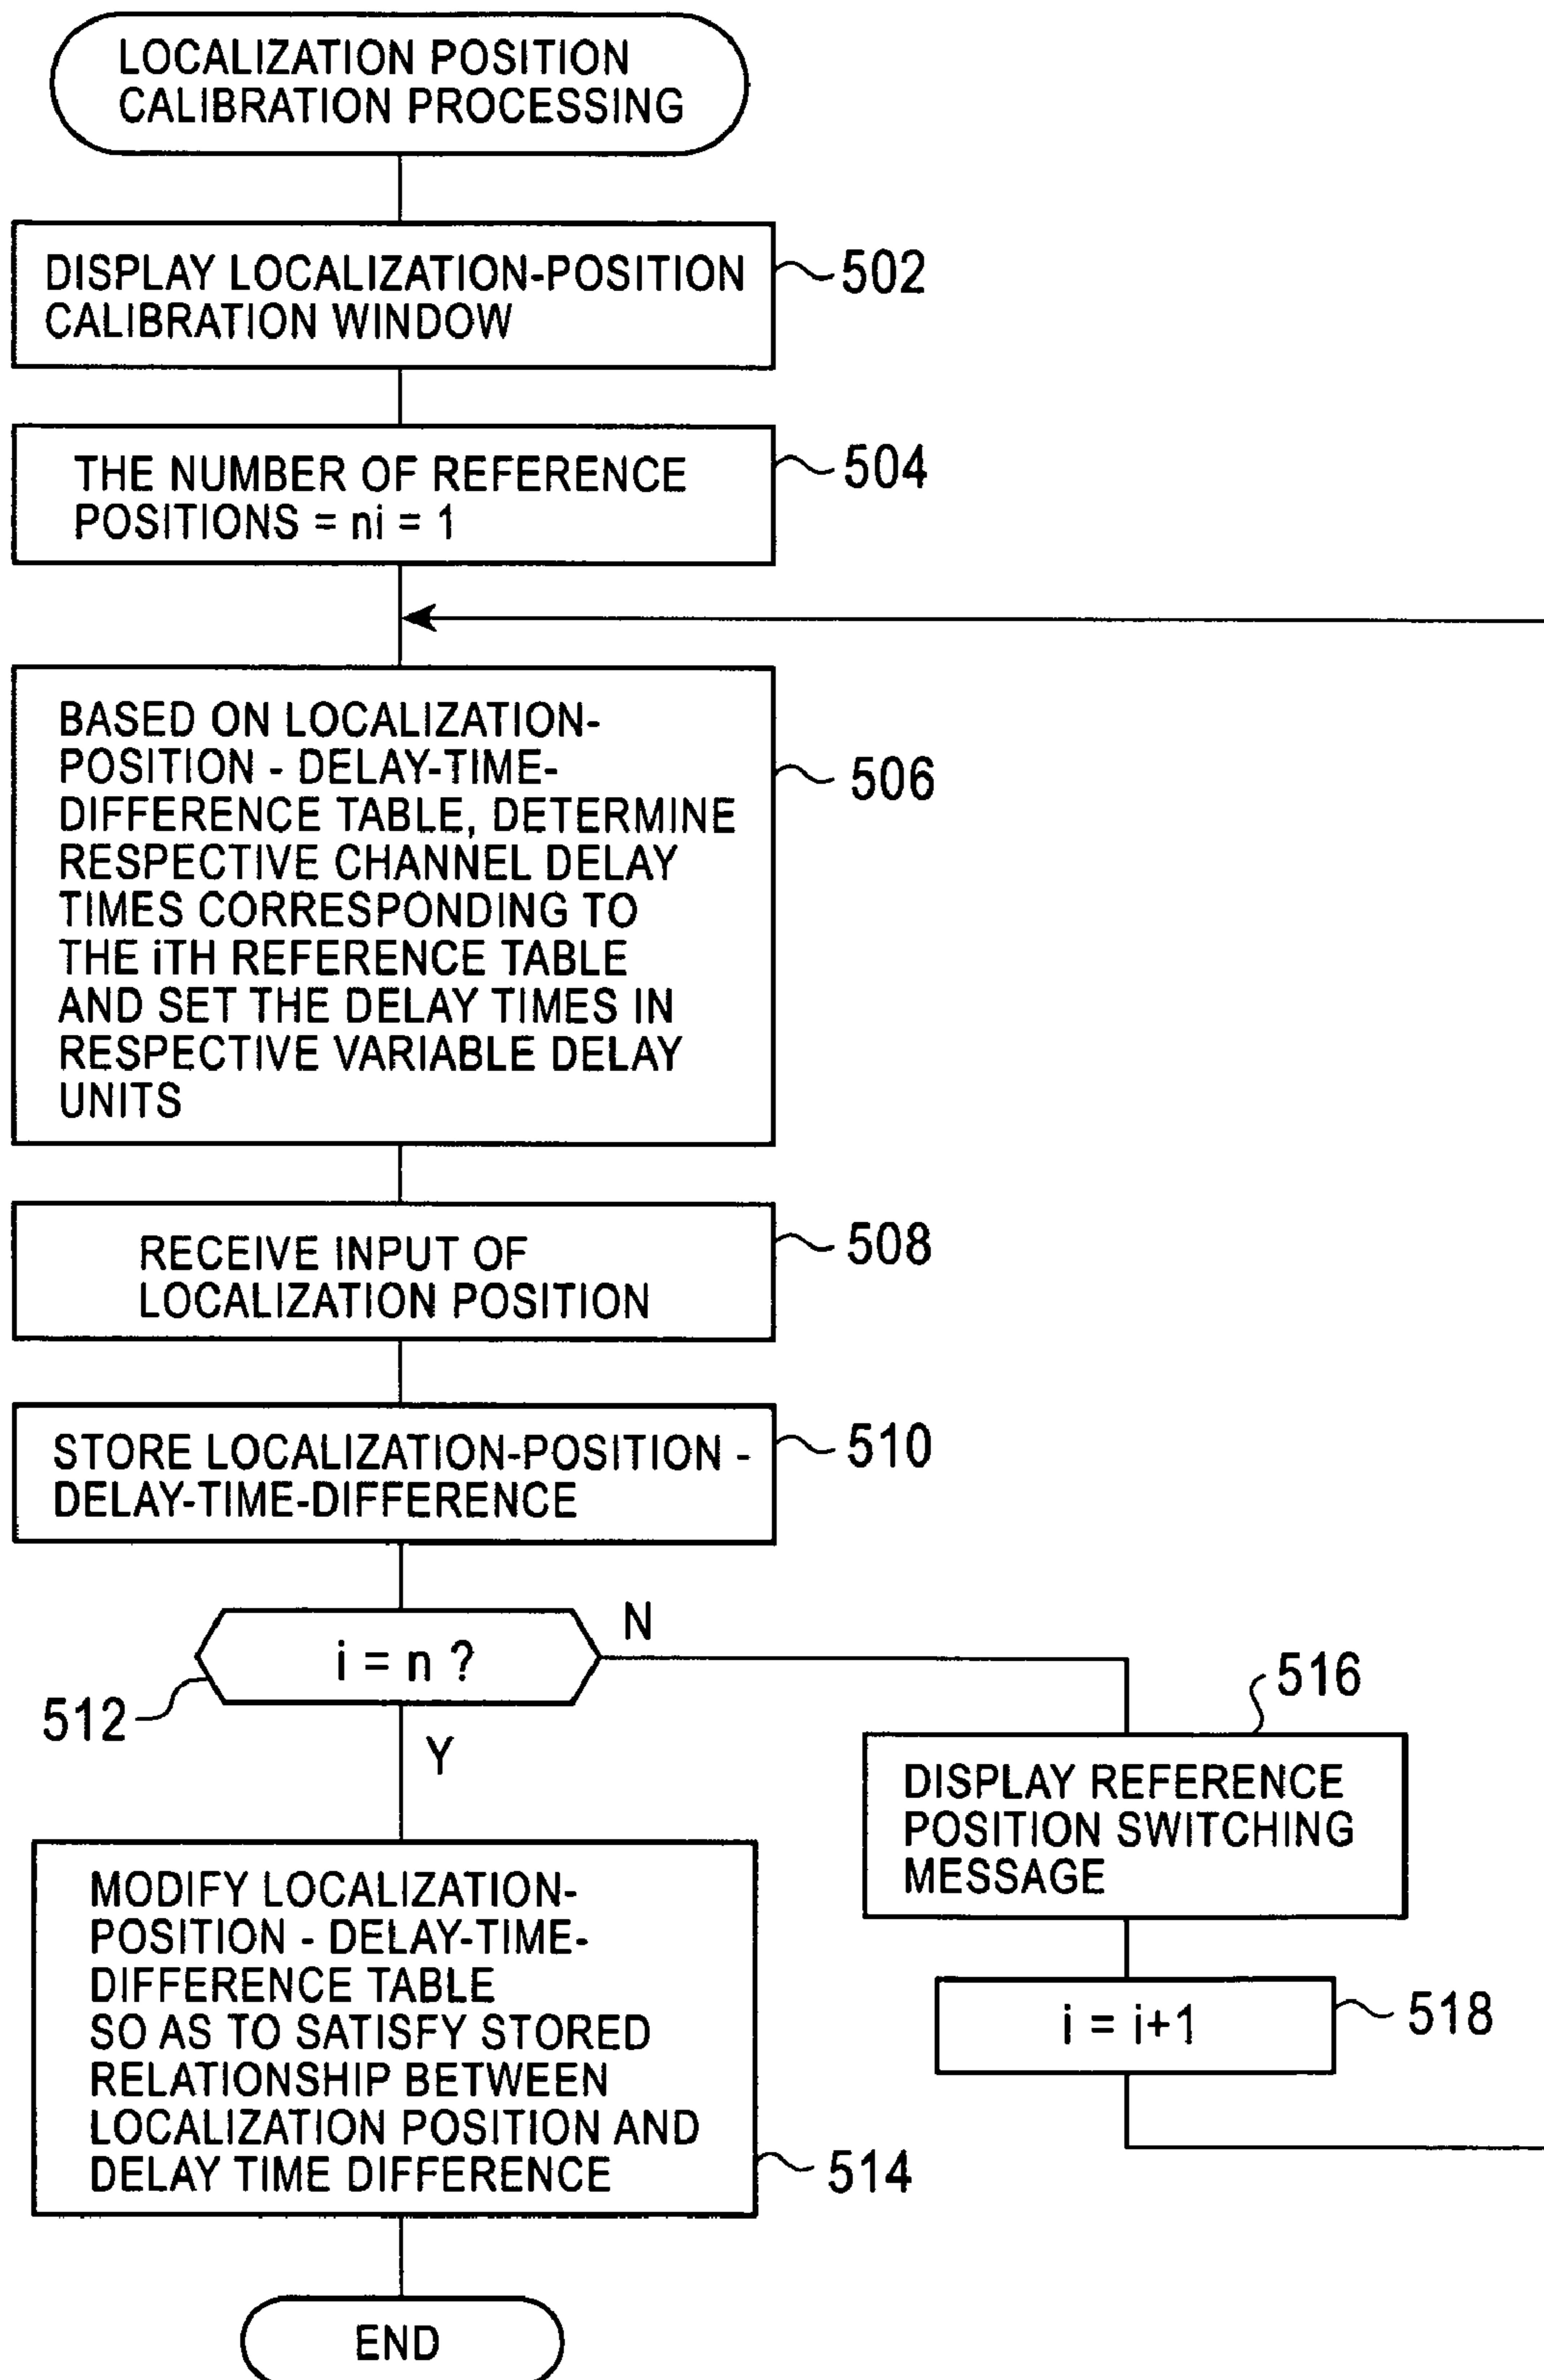 LOCALIZATION POSITION
CALIBRATION PROCESSING
DISPLAY LOCALIZATION-POSITION
CALIBRATION WINDOW
502
THE NUMBER OF REFERENCE
POSITIONS = ni = 1
504
BASED ON LOCALIZATION-
POSITION - DELAY-TIME-
DIFFERENCE TABLE, DETERMINE
RESPECTIVE CHANNEL DELAY
TIMES CORRESPONDING TO
THE iTH REFERENCE TABLE
AND SET THE DELAY TIMES IN
RESPECTIVE VARIABLE DELAY
UNITS
506
RECEIVE INPUT OF
LOCALIZATION POSITION
508
STORE LOCALIZATION-POSITION -
DELAY-TIME-DIFFERENCE
510
i = n ?
N
512
Y
516
DISPLAY REFERENCE
POSITION SWITCHING
MESSAGE
i = i+1
518
MODIFY LOCALIZATION-
POSITION - DELAY-TIME-
DIFFERENCE TABLE
SO AS TO SATISFY STORED
RELATIONSHIP BETWEEN
LOCALIZATION POSITION AND
DELAY TIME DIFFERENCE
514
END